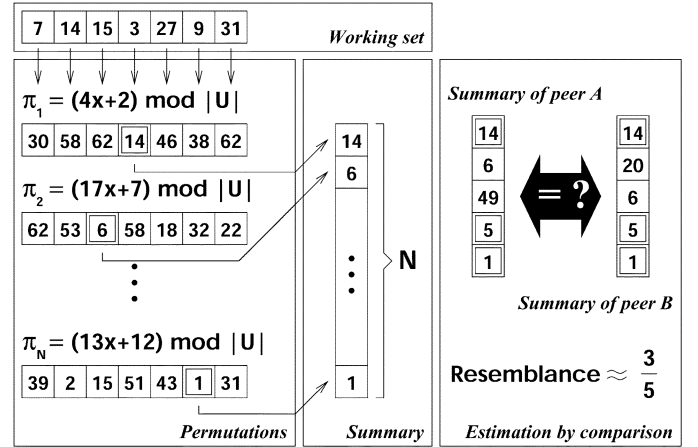 7 14 15 3 27 9 31
Working set
π1 = (4x+2) mod |U|
30 58 62 14 46 38 62
π2 = (17x+7) mod |U|
62 53 6 58 18 32 22
πN = (13x+12) mod |U|
39 2 15 51 43 1 31
Permutations
14
6
1
N
Summary
Summary of peer A
14
6
49
5
1
= ?
14
20
6
5
1
Summary of peer B
Resemblance ≈ 3/5
Estimation by comparison